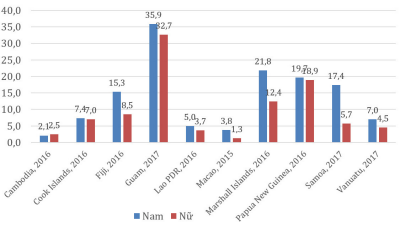 40,0
35,0
30,0
25,0
20,0
15,0
10,0
5,0
0,0
2,1 2,5
7,4 7,0
15,3 8,5
35,9 32,7
5,0 3,7
3,8 1,3
21,8 12,4
19,7 18,9
17,4 5,7
7,0 4,5
Cambodia, 2016
Cook Islands, 2016
Fiji, 2016
Guam, 2017
Lao PDR, 2016
Macao, 2015
Marshall Islands, 2016
Papua New Guinea, 2016
Samoa, 2017
Vanuatu, 2017
Nam Nữ